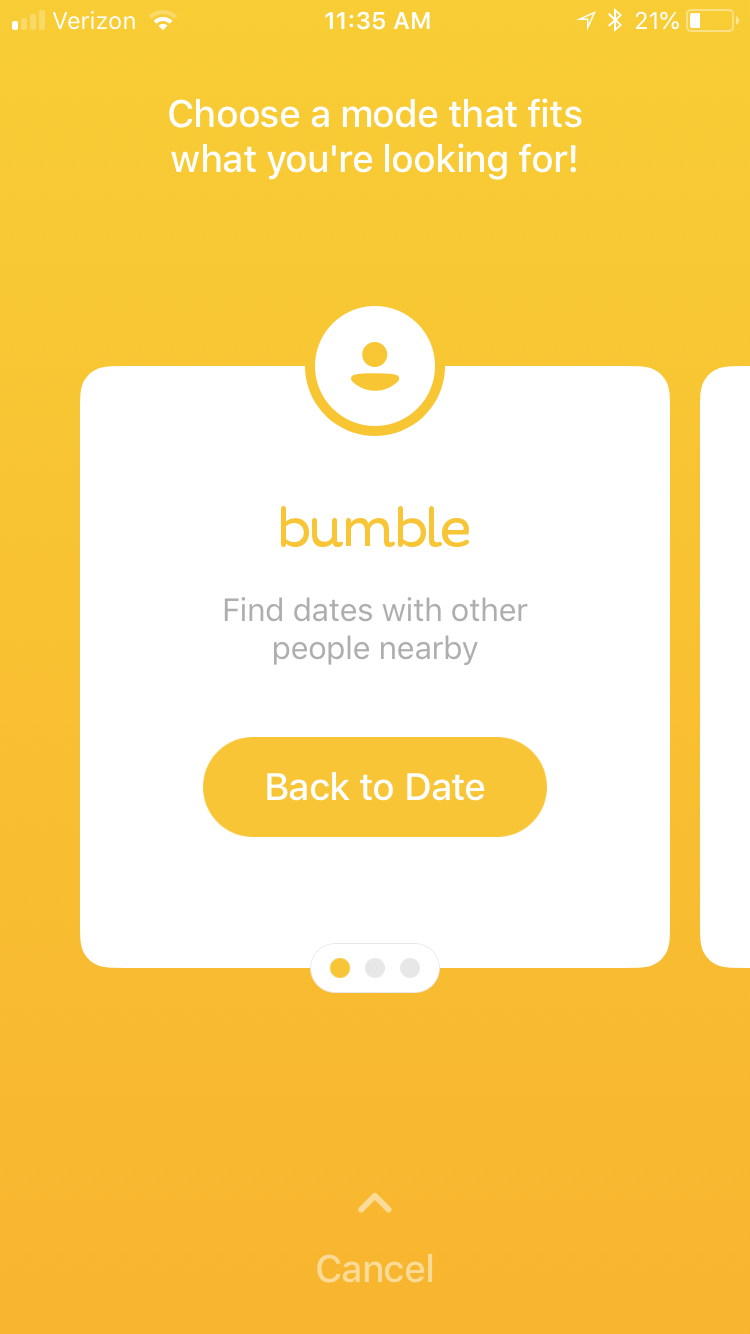 Verizon 11:35 AM 21%
Choose a mode that fits
what you're looking for!
bumble
Find dates with other
people nearby
Back to Date
Cancel